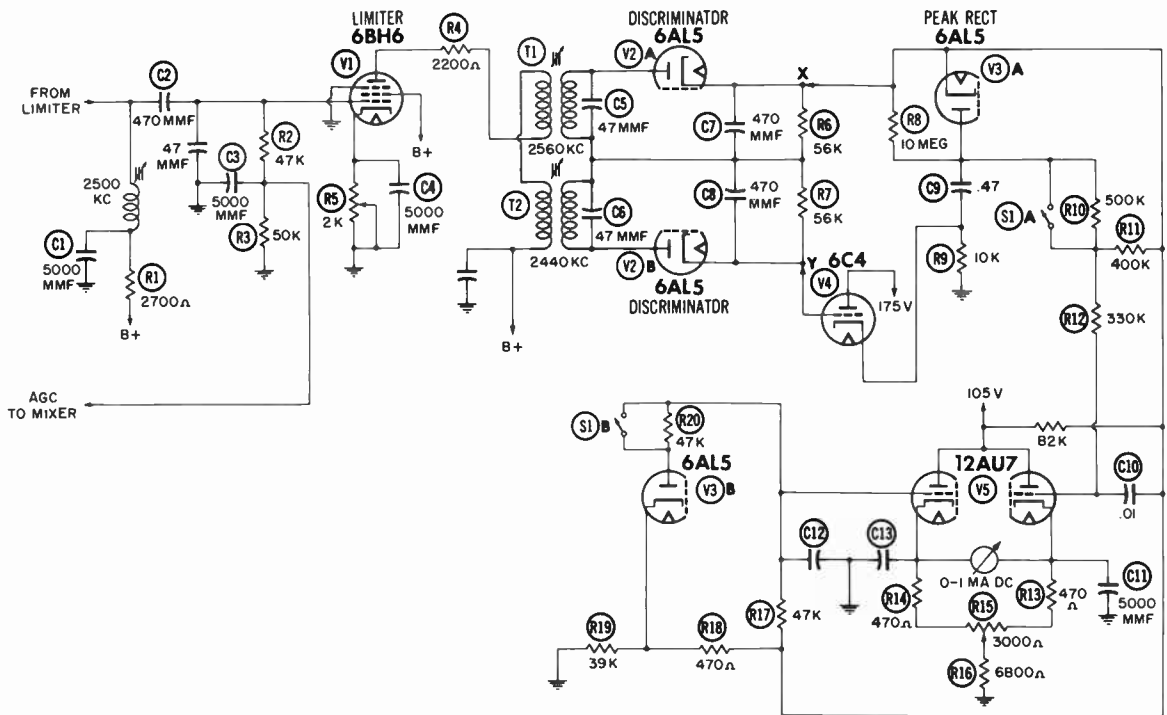 LIMITER
6BH6
DISCRIMINATOR
6AL5
PEAK RECT
6AL5
R4
2200Ω
V1
T1
V2 A
V3 A
FROM
LIMITER
C2
470 MMF
47
MMF
C3
5000
MMF
R2
47K
R3
50K
B+
2500
KC
C1
5000
MMF
R1
2700Ω
B+
R5
2K
C4
5000
MMF
2560KC
T2
2440KC
C5
47MMF
C6
47MMF
V2 B
6AL5
DISCRIMINATOR
B+
C7
470
MMF
C8
470
MMF
X
R6
56K
R7
56K
Y
6C4
V4
175V
R8
10 MEG
C9
.47
R9
10K
S1 A
R10
500K
R11
400K
R12
330K
AGC
TO MIXER
S1 B
R20
47K
6AL5
V3 B
105V
82K
12AU7
V5
C10
.01
C12
C13
0-1 MA DC
C11
5000
MMF
R14
470Ω
R13
470
Ω
R15
3000Ω
R16
6800Ω
R17
47K
R19
39K
R18
470Ω